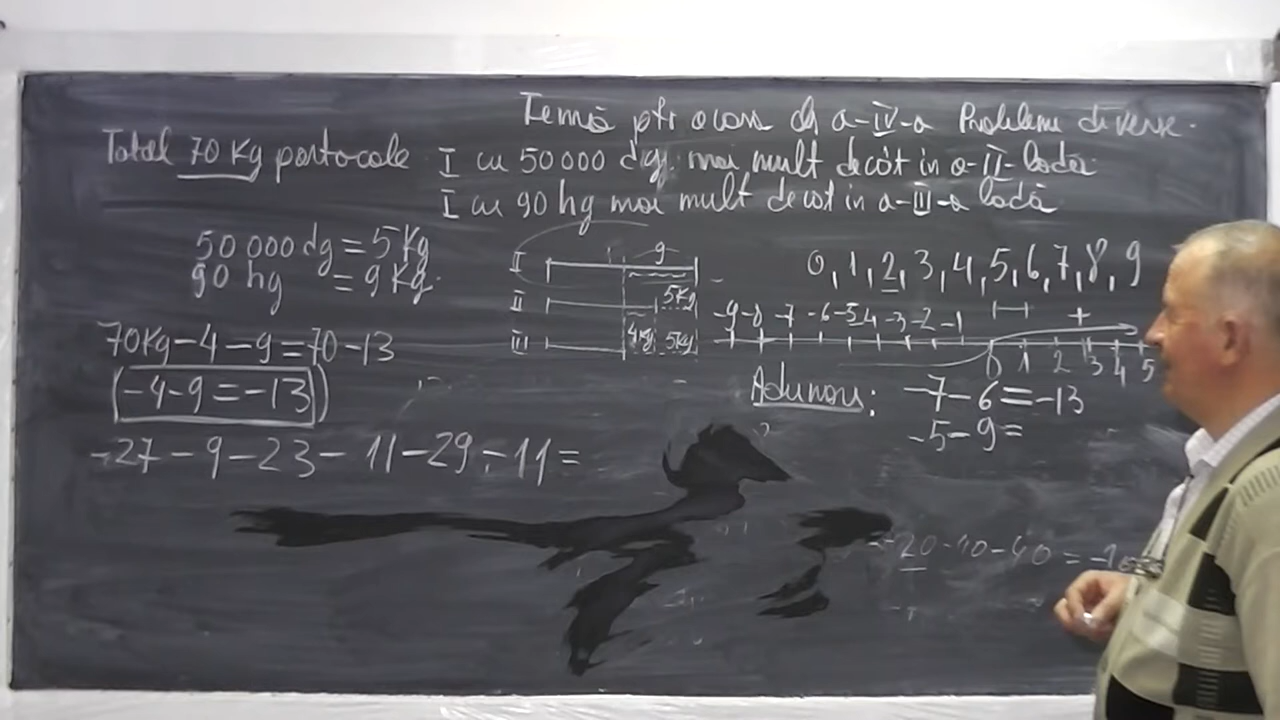 Temă ptr acasă cls a-IV-a Probleme diverse.
Total 70 Kg portocale I cu 50 000 dg. mai mult decât în a-II-ladă
I cu 90 hg mai mult decât în a-III-a ladă
50 000 dg = 5 Kg
90 hg = 9 Kg.
I 9
II 5Kg
III 4Kg 5Kg
0, 1, 2, 3, 4, 5, 6, 7, 8, 9
-9 -8 -7 -6 -5 -4 -3 -2 -1 +
0 1 2 3 4 5
70Kg - 4 - 9 = 70 - 13
(-4-9=-13)
Adunare: -7-6=-13
-5-9=
-27-9-23-11-29-11=
-20-10-40=